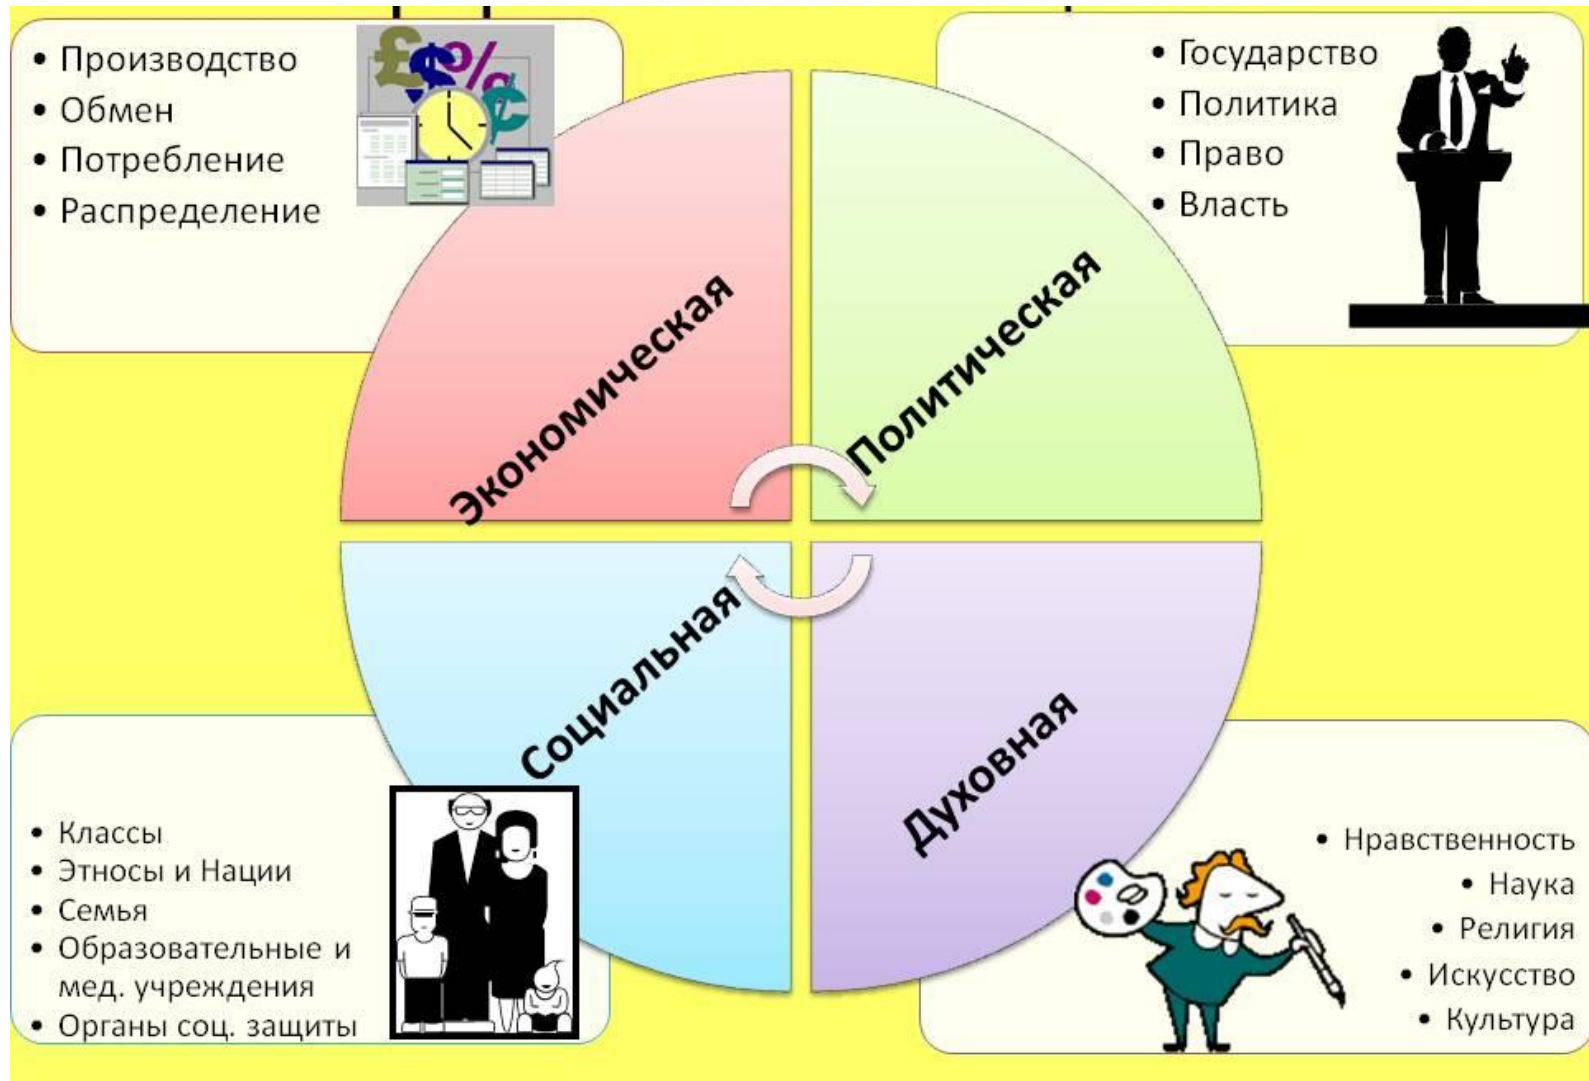 • Производство
• Обмен
• Потребление
• Распределение
£ $ % ¢
• Государство
• Политика
• Право
• Власть
Экономическая
Политическая
Социальная
Духовная
• Классы
• Этносы и Нации
• Семья
• Образовательные и
мед. учреждения
• Органы соц. защиты
• Нравственность
• Наука
• Религия
• Искусство
• Культура